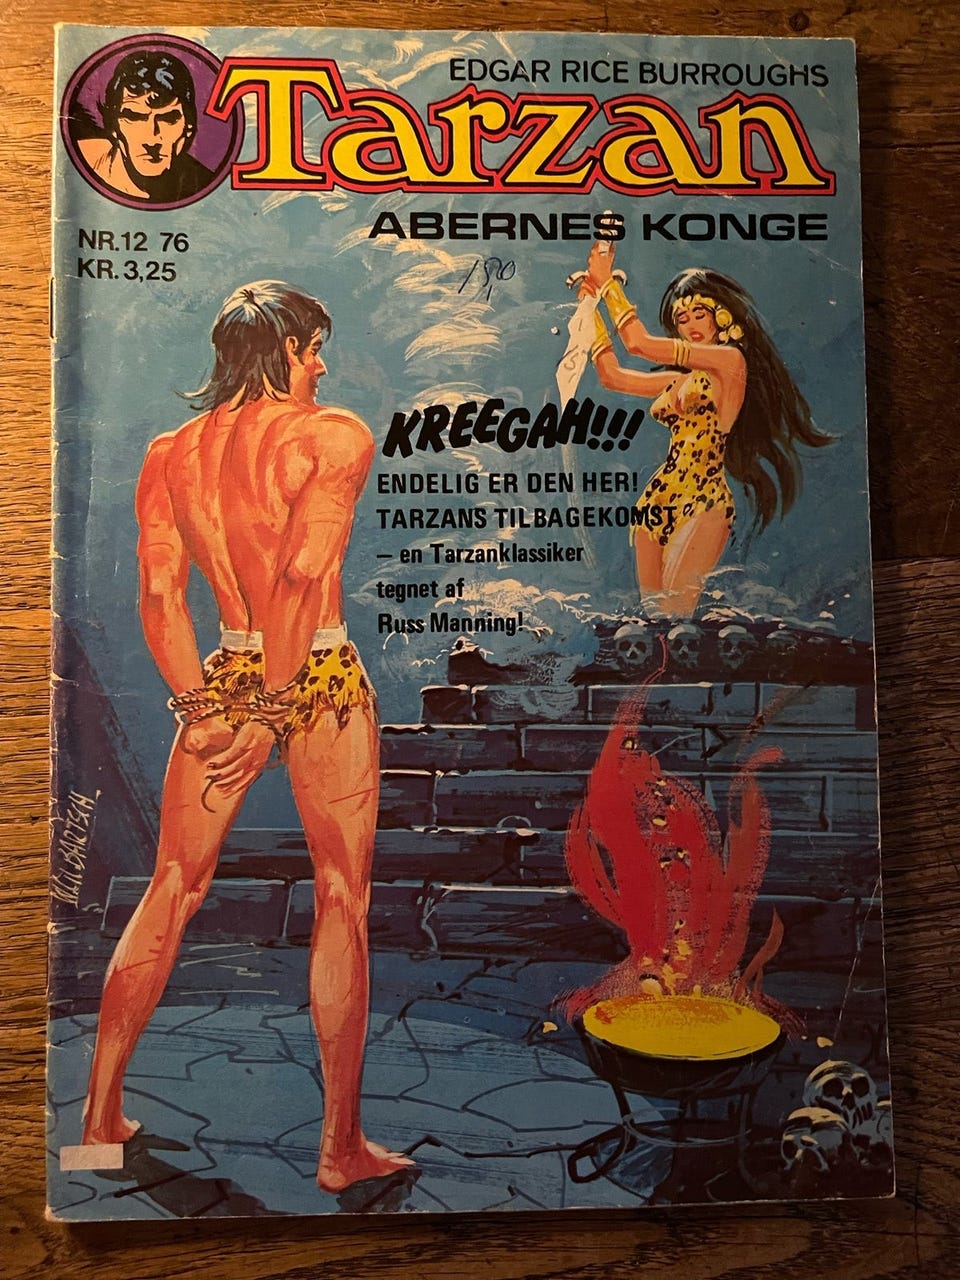 EDGAR RICE BURROUGHS
Tarzan
ABERNES KONGE
NR.12 76
KR. 3,25
KREEGAH!!!
ENDELIG ER DEN HER!
TARZANS TILBAGEKOMST
– en Tarzanklassiker
tegnet af
Russ Manning!